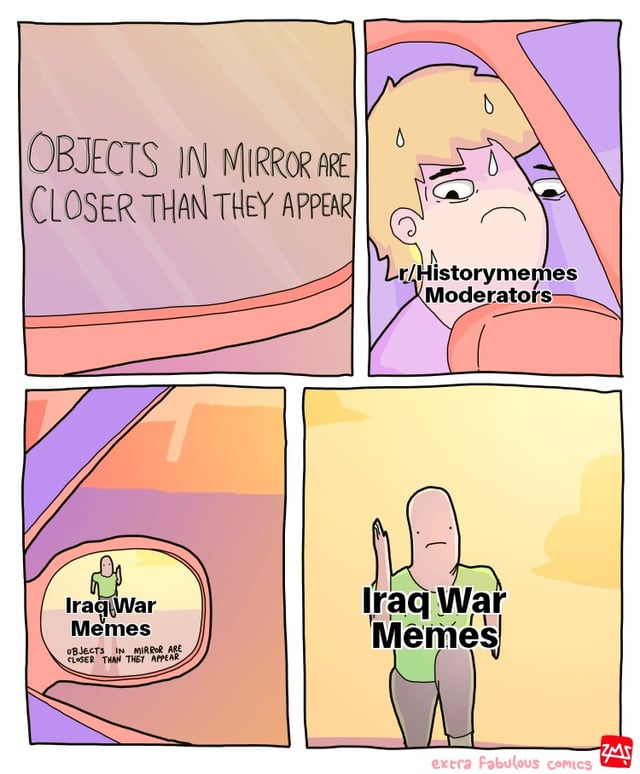 OBJECTS IN MIRROR ARE
CLOSER THAN THEY APPEAR
r/Historymemes
Moderators
Iraq War
Memes
OBJECTS IN MIRROR ARE
CLOSER THAN THEY APPEAR
Iraq War
Memes
extra fabulous comics
ZMS